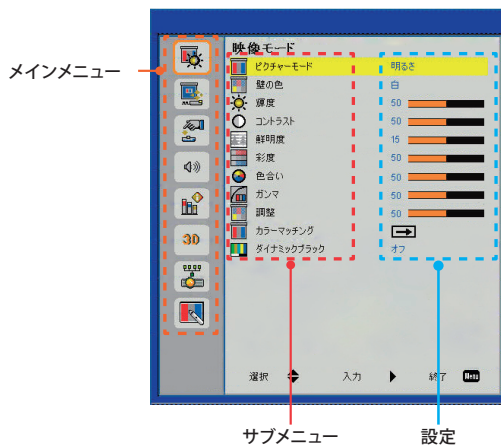 映像モード
メインメニュー
ピクチャーモード 明るさ
壁の色 白
輝度 50
コントラスト 50
鮮明度 15
彩度 50
色合い 50
ガンマ 50
調整 50
カラーマッチング
ダイナミックブラック オフ
3D
選択 入力 終了 Menu
サブメニュー 設定